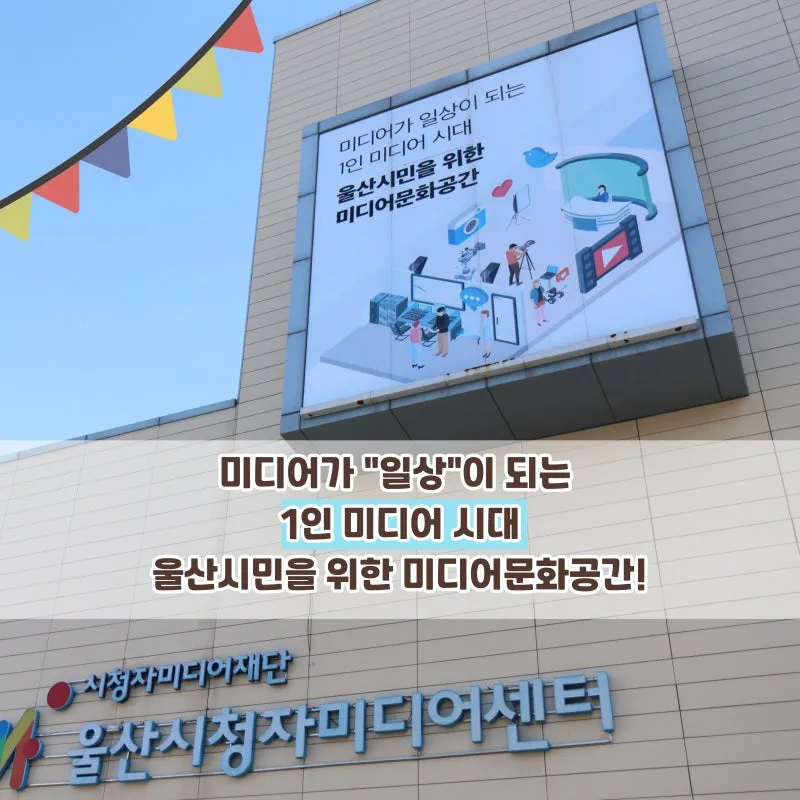 미디어가 일상이 되는
1인 미디어 시대
울산시민을 위한
미디어문화공간
미디어가 "일상"이 되는
1인 미디어 시대
울산시민을 위한 미디어문화공간!
시청자미디어재단
울산시청자미디어센터